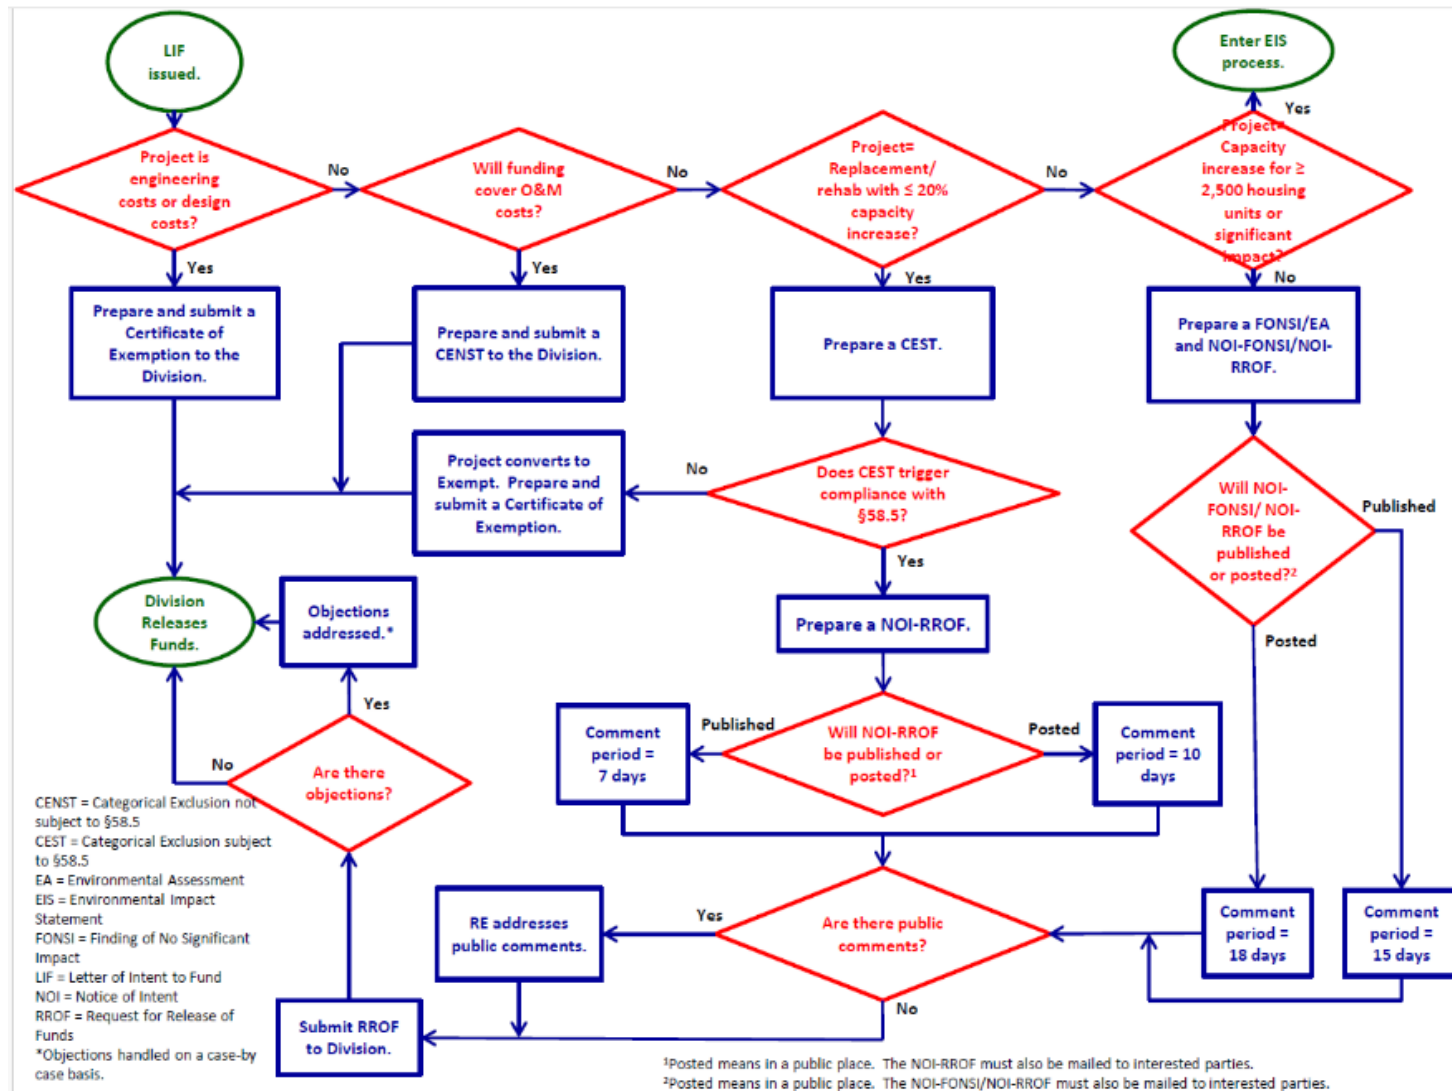 LIF
issued.
Enter EIS
process.
Yes
Project is
engineering
costs or design
costs?
No
Will funding
cover O&M
costs?
No
Project=
Replacement/
rehab with ≤ 20%
capacity
increase?
No
Project=
Capacity
increase for ≥
2,500 housing
units or
significant
impact?
Yes
Yes
Yes
No
Prepare and submit a
Certificate of
Exemption to the
Division.
Prepare and submit a
CENST to the Division.
Prepare a CEST.
Prepare a FONSI/EA
and NOI-FONSI/NOI-
RROF.
Project converts to
Exempt. Prepare and
submit a Certificate of
Exemption.
No
Does CEST trigger
compliance with
§58.5?
Yes
Will NOI-
FONSI/ NOI-
RROF be
published
or posted?²
Published
Posted
Division
Releases
Funds.
Objections
addressed.*
Prepare a NOI-RROF.
Yes
No
Are there
objections?
Comment
period =
7 days
Published
Will NOI-RROF
be published or
posted?¹
Posted
Comment
period = 10
days
CENST = Categorical Exclusion not
subject to §58.5
CEST = Categorical Exclusion subject
to §58.5
EA = Environmental Assessment
EIS = Environmental Impact
Statement
FONSI = Finding of No Significant
Impact
LIF = Letter of Intent to Fund
NOI = Notice of Intent
RROF = Request for Release of
Funds
*Objections handled on a case-by
case basis.
RE addresses
public comments.
Yes
Are there public
comments?
No
Comment
period =
18 days
Comment
period =
15 days
Submit RROF
to Division.
¹Posted means in a public place. The NOI-RROF must also be mailed to interested parties.
²Posted means in a public place. The NOI-FONSI/NOI-RROF must also be mailed to interested parties.